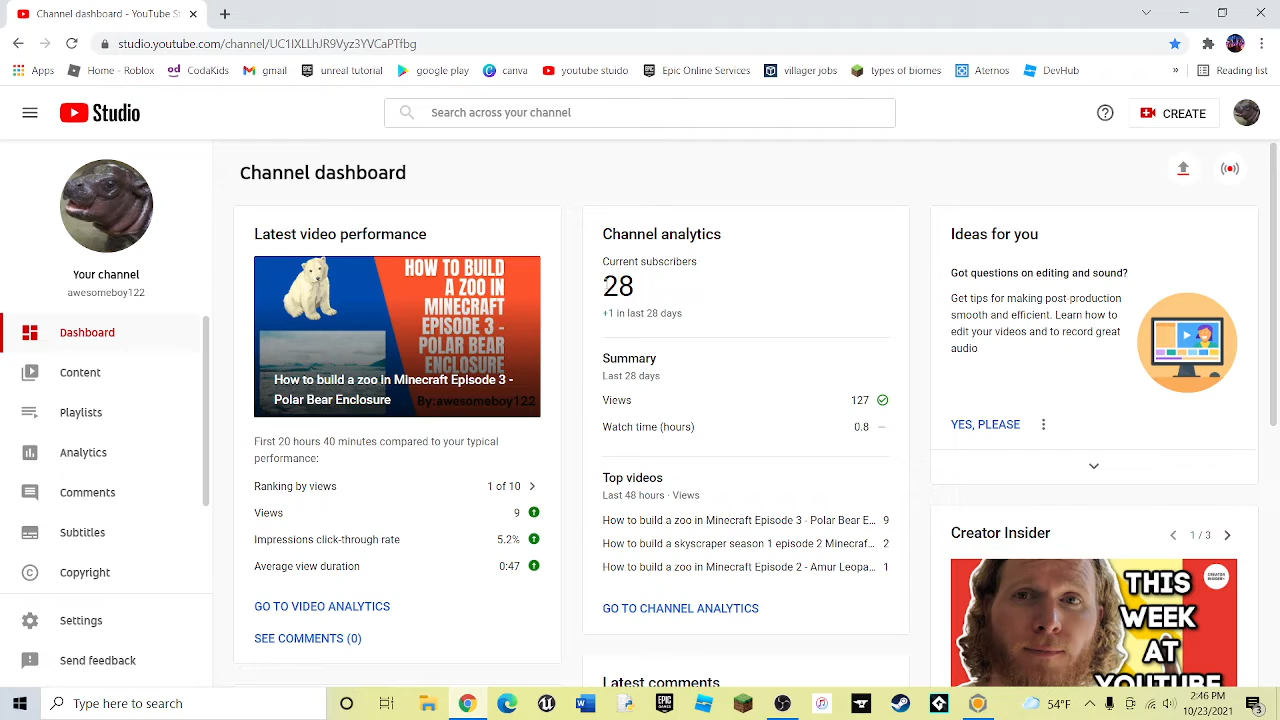 Channel dashboard - YouTube St
studio.youtube.com/channel/UC1IXLLhJR9Vyz3YVCaPTfbg
Apps
Home - Roblox
CodaKids
gmail
unreal tutorial
google play
canva
youtube studio
Epic Online Services
villager jobs
types of biomes
Aternos
DevHub
»
Reading list
Studio
Search across your channel
CREATE
Your channel
awesomeboy122
Dashboard
Content
Playlists
Analytics
Comments
Subtitles
Copyright
Settings
Send feedback
Channel dashboard
Latest video performance
HOW TO BUILD
A ZOO IN
MINECRAFT
EPISODE 3 -
POLAR BEAR
ENCLOSURE
How to build a zoo in Minecraft Episode 3 -
Polar Bear Enclosure
By:awesomeboy122
First 20 hours 40 minutes compared to your typical
performance:
Ranking by views 1 of 10
Views 9
Impressions click-through rate 5.2%
Average view duration 0:47
GO TO VIDEO ANALYTICS
SEE COMMENTS (0)
Channel analytics
Current subscribers
28
+1 in last 28 days
Summary
Last 28 days
Views 127
Watch time (hours) 0.8 —
Top videos
Last 48 hours · Views
How to build a zoo in Minecraft Episode 3 - Polar Bear E... 9
How to build a skyscraper season 1 episode 2 Minecraf... 2
How to build a zoo in Minecraft Episode 2 - Amur Leopa... 1
GO TO CHANNEL ANALYTICS
Latest comments
Ideas for you
Got questions on editing and sound?
Get tips for making post-production
smooth and efficient. Learn how to
edit your videos and to record great
audio
YES, PLEASE
Creator Insider
1 / 3
CREATOR
INSIDER
THIS
WEEK
AT
YOUTUBE
Type here to search
EPIC
GAMES
54°F
2:46 PM
10/23/2021
3